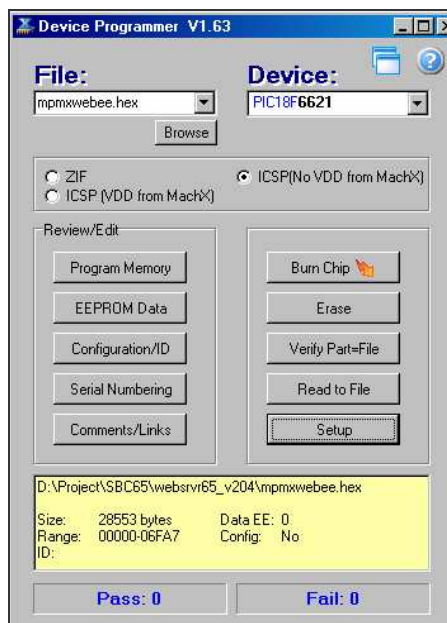 Device Programmer V1.63
File:
Device:
mpmxwebee.hex
PIC18F6621
Browse
ZIF
ICSP(No VDD from MachX)
ICSP (VDD from MachX)
Review/Edit
Program Memory
Burn Chip
EEPROM Data
Erase
Configuration/ID
Verify Part=File
Serial Numbering
Read to File
Comments/Links
Setup
D:\Project\SBC65\websrvr65_v204\mpmxwebee.hex
Size: 28553 bytes Data EE: 0
Range: 00000-06FA7 Config: No
ID:
Pass: 0
Fail: 0